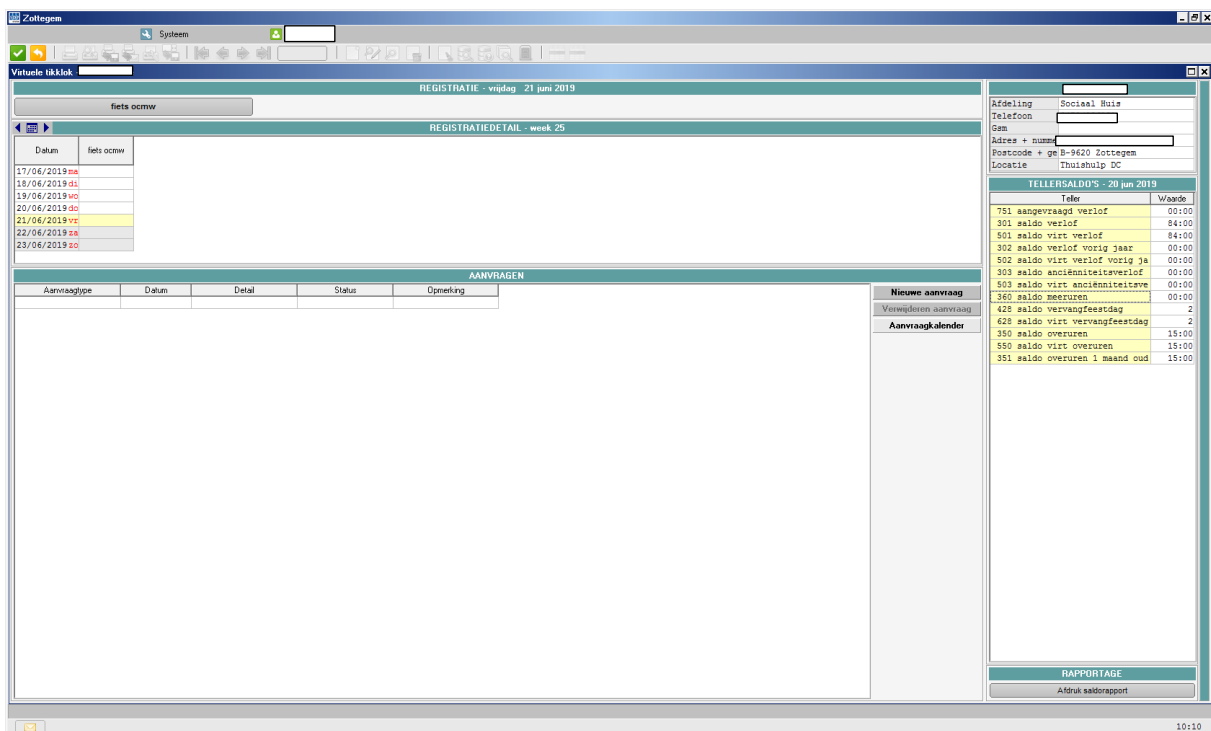 Zottegem
Systeem
Virtuele tikklok
REGISTRATIE - vrijdag 21 juni 2019
fiets ocmw
REGISTRATIEDETAIL - week 25
Datum fiets ocmw
17/06/2019 ma
18/06/2019 di
19/06/2019 wo
20/06/2019 do
21/06/2019 vr
22/06/2019 za
23/06/2019 zo
AANVRAGEN
Aanvraagtype Datum Detail Status Opmerking
Nieuwe aanvraag
Verwijderen aanvraag
Aanvraagkalender
Afdeling Sociaal Huis
Telefoon
Gsm
Adres + numme
Postcode + ge B-9620 Zottegem
Locatie Thuishulp DC
TELLERSALDO'S - 20 jun 2019
Teller Waarde
751 aangevraagd verlof 00:00
301 saldo verlof 84:00
501 saldo virt verlof 84:00
302 saldo verlof vorig jaar 00:00
502 saldo virt verlof vorig ja 00:00
303 saldo anciënniteitsverlof 00:00
503 saldo virt anciënniteitsve 00:00
360 saldo meeruren 00:00
428 saldo vervangfeestdag 2
628 saldo virt vervangfeestdag 2
350 saldo overuren 15:00
550 saldo virt overuren 15:00
351 saldo overuren 1 maand oud 15:00
RAPPORTAGE
Afdruk saldorapport
10:10